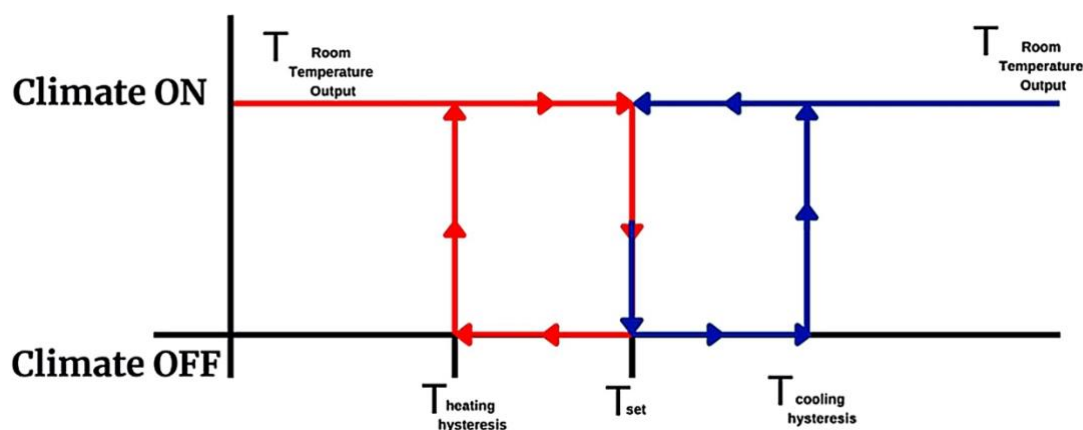 T Room
Temperature
Output
T Room
Temperature
Output
Climate ON
Climate OFF
T heating
hysteresis
T set
T cooling
hysteresis